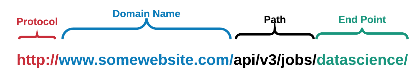 Protocol Domain Name Path End Point
http://www.somewebsite.com/api/v3/jobs/datascience/